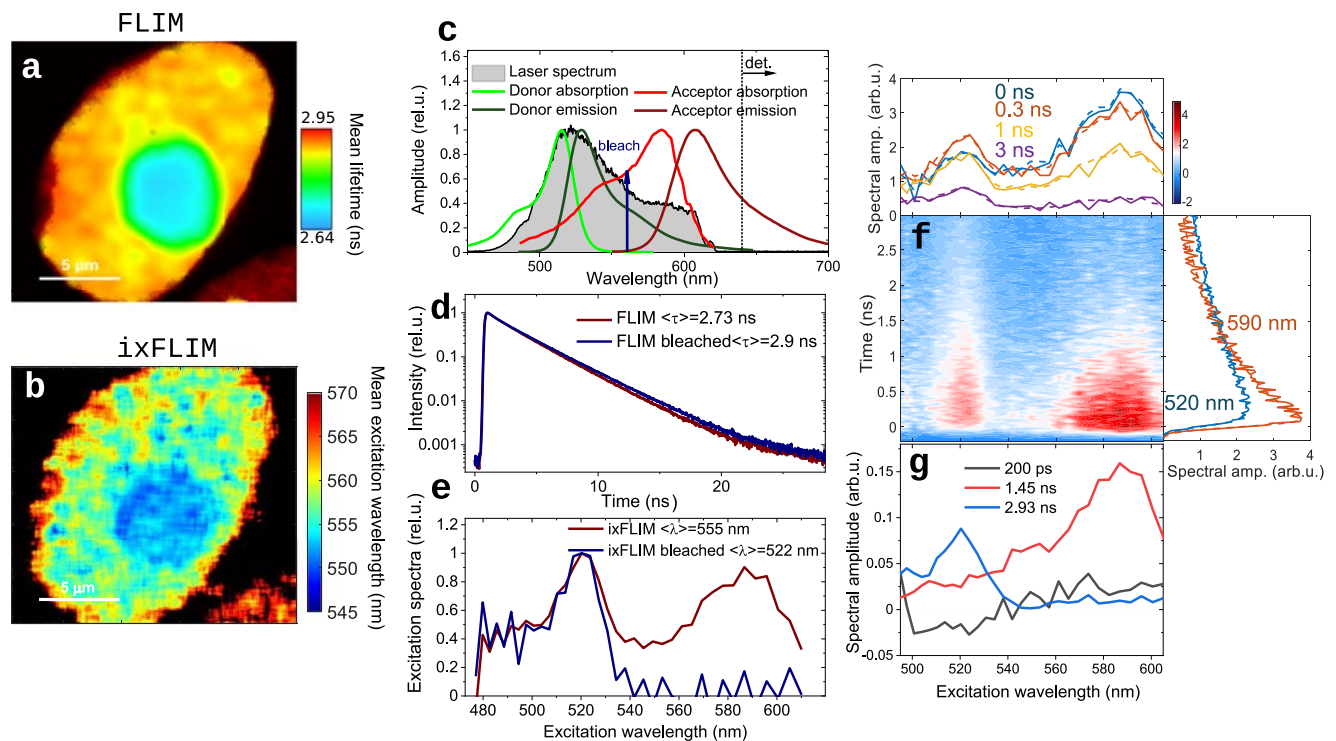 FLIM
a
2.95
Mean lifetime (ns)
2.64
5 µm
ixFLIM
b
570
565
560
555
550
545
Mean excitation wavelength (nm)
5 µm
c
1.6
1.4
1.2
1.0
0.8
0.6
0.4
0.2
0
Amplitude (rel.u.)
Laser spectrum
Donor absorption
Acceptor absorption
Donor emission
Acceptor emission
det.
bleach
500
600
700
Wavelength (nm)
d
1
0.1
0.01
0.001
Intensity (rel.u.)
FLIM <τ>=2.73 ns
FLIM bleached<τ>=2.9 ns
0
10
20
Time (ns)
e
1.2
1.0
0.8
0.6
0.4
0.2
0
Excitation spectra (rel.u.)
ixFLIM <λ>=555 nm
ixFLIM bleached <λ>=522 nm
480
500
520
540
560
580
600
Excitation wavelength (nm)
4
3
2
1
0
Spectral amp. (arb.u.)
0 ns
0.3 ns
1 ns
3 ns
4
2
0
-2
f
2.5
2
1.5
1
0.5
0
Time (ns)
590 nm
520 nm
1
2
3
4
Spectral amp. (arb.u.)
g
0.15
0.1
0.05
0
-0.05
Spectral amplitude (arb.u.)
200 ps
1.45 ns
2.93 ns
500
520
540
560
580
600
Excitation wavelength (nm)